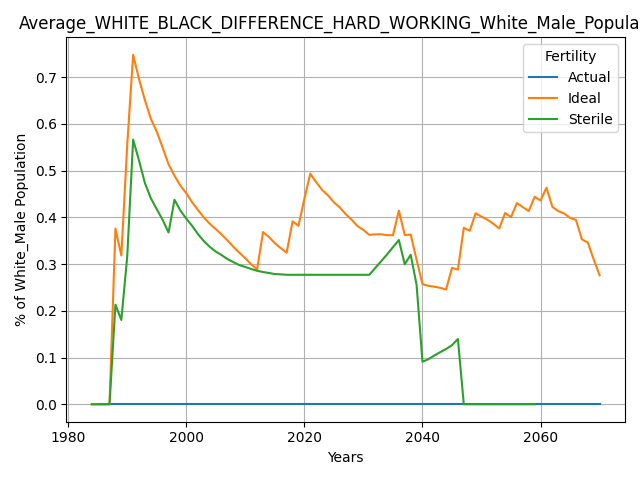 Average_WHITE_BLACK_DIFFERENCE_HARD_WORKING_White_Male_Popula
Fertility
Actual
Ideal
Sterile
% of White_Male Population
0.7
0.6
0.5
0.4
0.3
0.2
0.1
0.0
1980 2000 2020 2040 2060
Years